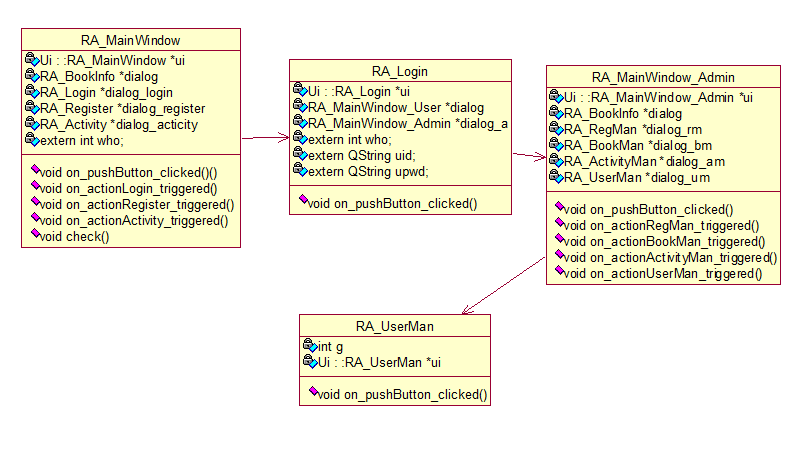 RA_MainWindow
Ui : :RA_MainWindow *ui
RA_BookInfo *dialog
RA_Login *dialog_login
RA_Register *dialog_register
RA_Activity *dialog_acticity
extern int who;
void on_pushButton_clicked()()
void on_actionLogin_triggered()
void on_actionRegister_triggered()
void on_actionActivity_triggered()
void check()
RA_Login
Ui : :RA_Login *ui
RA_MainWindow_User *dialog
RA_MainWindow_Admin *dialog_a
extern int who;
extern QString uid;
extern QString upwd;
void on_pushButton_clicked()
RA_MainWindow_Admin
Ui : :RA_MainWindow_Admin *ui
RA_BookInfo *dialog
RA_RegMan *dialog_rm
RA_BookMan *dialog_bm
RA_ActivityMan *dialog_am
RA_UserMan *dialog_um
void on_pushButton_clicked()
void on_actionRegMan_triggered()
void on_actionBookMan_triggered()
void on_actionActivityMan_triggered()
void on_actionUserMan_triggered()
RA_UserMan
int g
Ui : :RA_UserMan *ui
void on_pushButton_clicked()